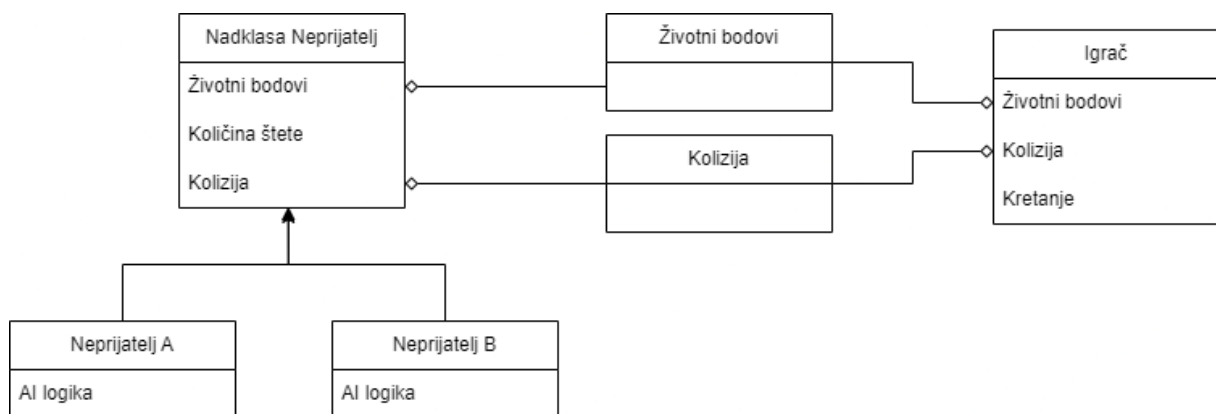 Nadklasa Neprijatelj
Životni bodovi
Količina štete
Kolizija
Životni bodovi
Kolizija
Igrač
Životni bodovi
Kolizija
Kretanje
Neprijatelj A
AI logika
Neprijatelj B
AI logika